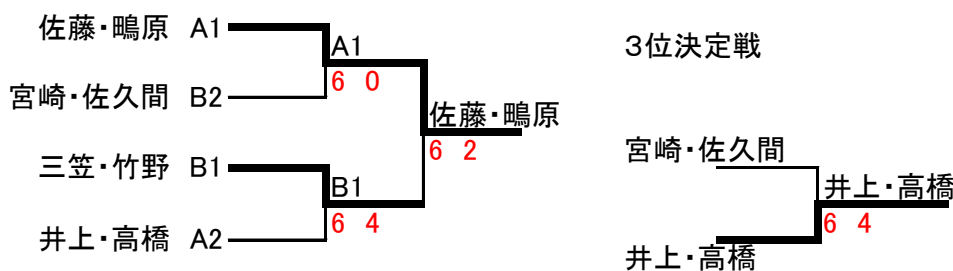 佐藤・鴫原 A1
A1
6 0
宮崎・佐久間 B2
佐藤・鴫原
6 2
三笠・竹野 B1
B1
6 4
井上・高橋 A2
３位決定戦
宮崎・佐久間
井上・高橋
6 4
井上・高橋